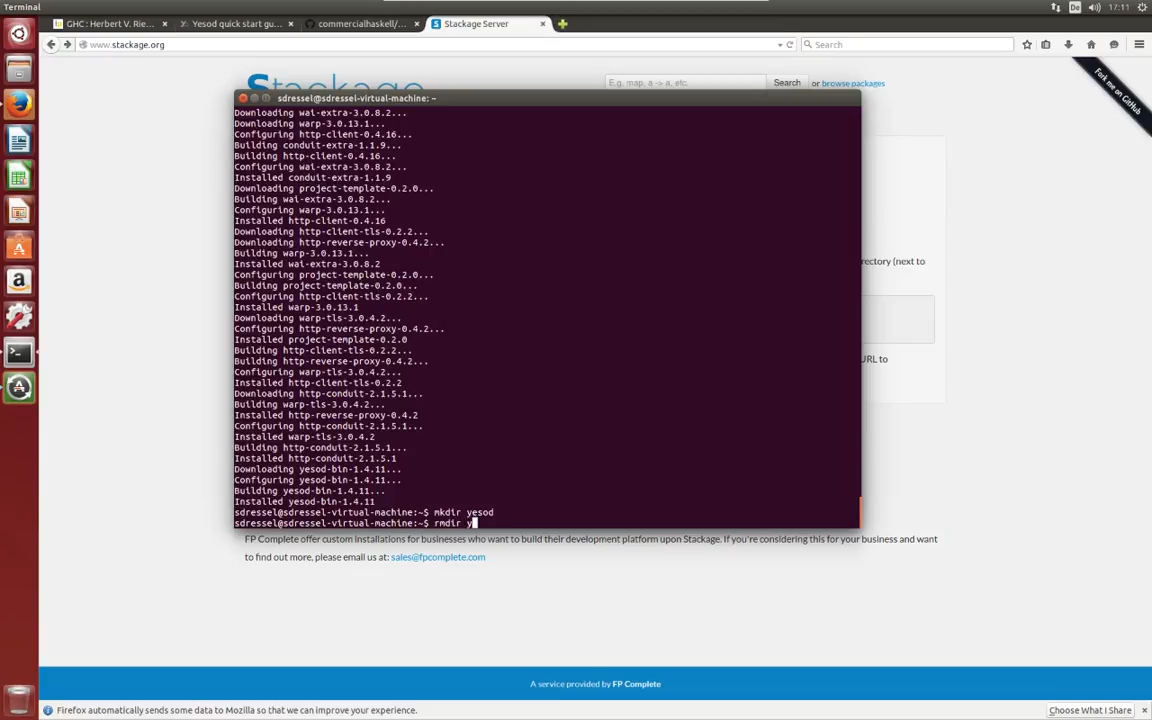 Terminal
De
17:11
GHC : Herbert V. Rie...
Yesod quick start gu...
commercialhaskell/...
Stackage Server
www.stackage.org
Search
Stackage
E.g. map, a -> a, etc.
Search
or browse packages
Fork me on GitHub
sdressel@sdressel-virtual-machine: ~
Downloading wai-extra-3.0.8.2...
Downloading warp-3.0.13.1...
Configuring http-client-0.4.16...
Building conduit-extra-1.1.9...
Building http-client-0.4.16...
Configuring wai-extra-3.0.8.2...
Installed conduit-extra-1.1.9
Downloading project-template-0.2.0...
Building wai-extra-3.0.8.2...
Configuring warp-3.0.13.1...
Installed http-client-0.4.16
Downloading http-client-tls-0.2.2...
Downloading http-reverse-proxy-0.4.2...
Building warp-3.0.13.1...
Installed wai-extra-3.0.8.2
Configuring project-template-0.2.0...
Building project-template-0.2.0...
Configuring http-client-tls-0.2.2...
Installed warp-3.0.13.1
Downloading warp-tls-3.0.4.2...
Configuring http-reverse-proxy-0.4.2...
Installed project-template-0.2.0
Building http-client-tls-0.2.2...
Building http-reverse-proxy-0.4.2...
Configuring warp-tls-3.0.4.2...
Installed http-client-tls-0.2.2
Downloading http-conduit-2.1.5.1...
Building warp-tls-3.0.4.2...
Installed http-reverse-proxy-0.4.2
Configuring http-conduit-2.1.5.1...
Installed warp-tls-3.0.4.2
Building http-conduit-2.1.5.1...
Installed http-conduit-2.1.5.1
Downloading yesod-bin-1.4.11...
Configuring yesod-bin-1.4.11...
Building yesod-bin-1.4.11...
Installed yesod-bin-1.4.11
sdressel@sdressel-virtual-machine:~$ mkdir yesod
sdressel@sdressel-virtual-machine:~$ rmdir y
rectory (next to
URL to
FP Complete offer custom installations for businesses who want to build their development platform upon Stackage. If you're considering this for your business and want
to find out more, please email us at: sales@fpcomplete.com
A service provided by FP Complete
Firefox automatically sends some data to Mozilla so that we can improve your experience.
Choose What I Share